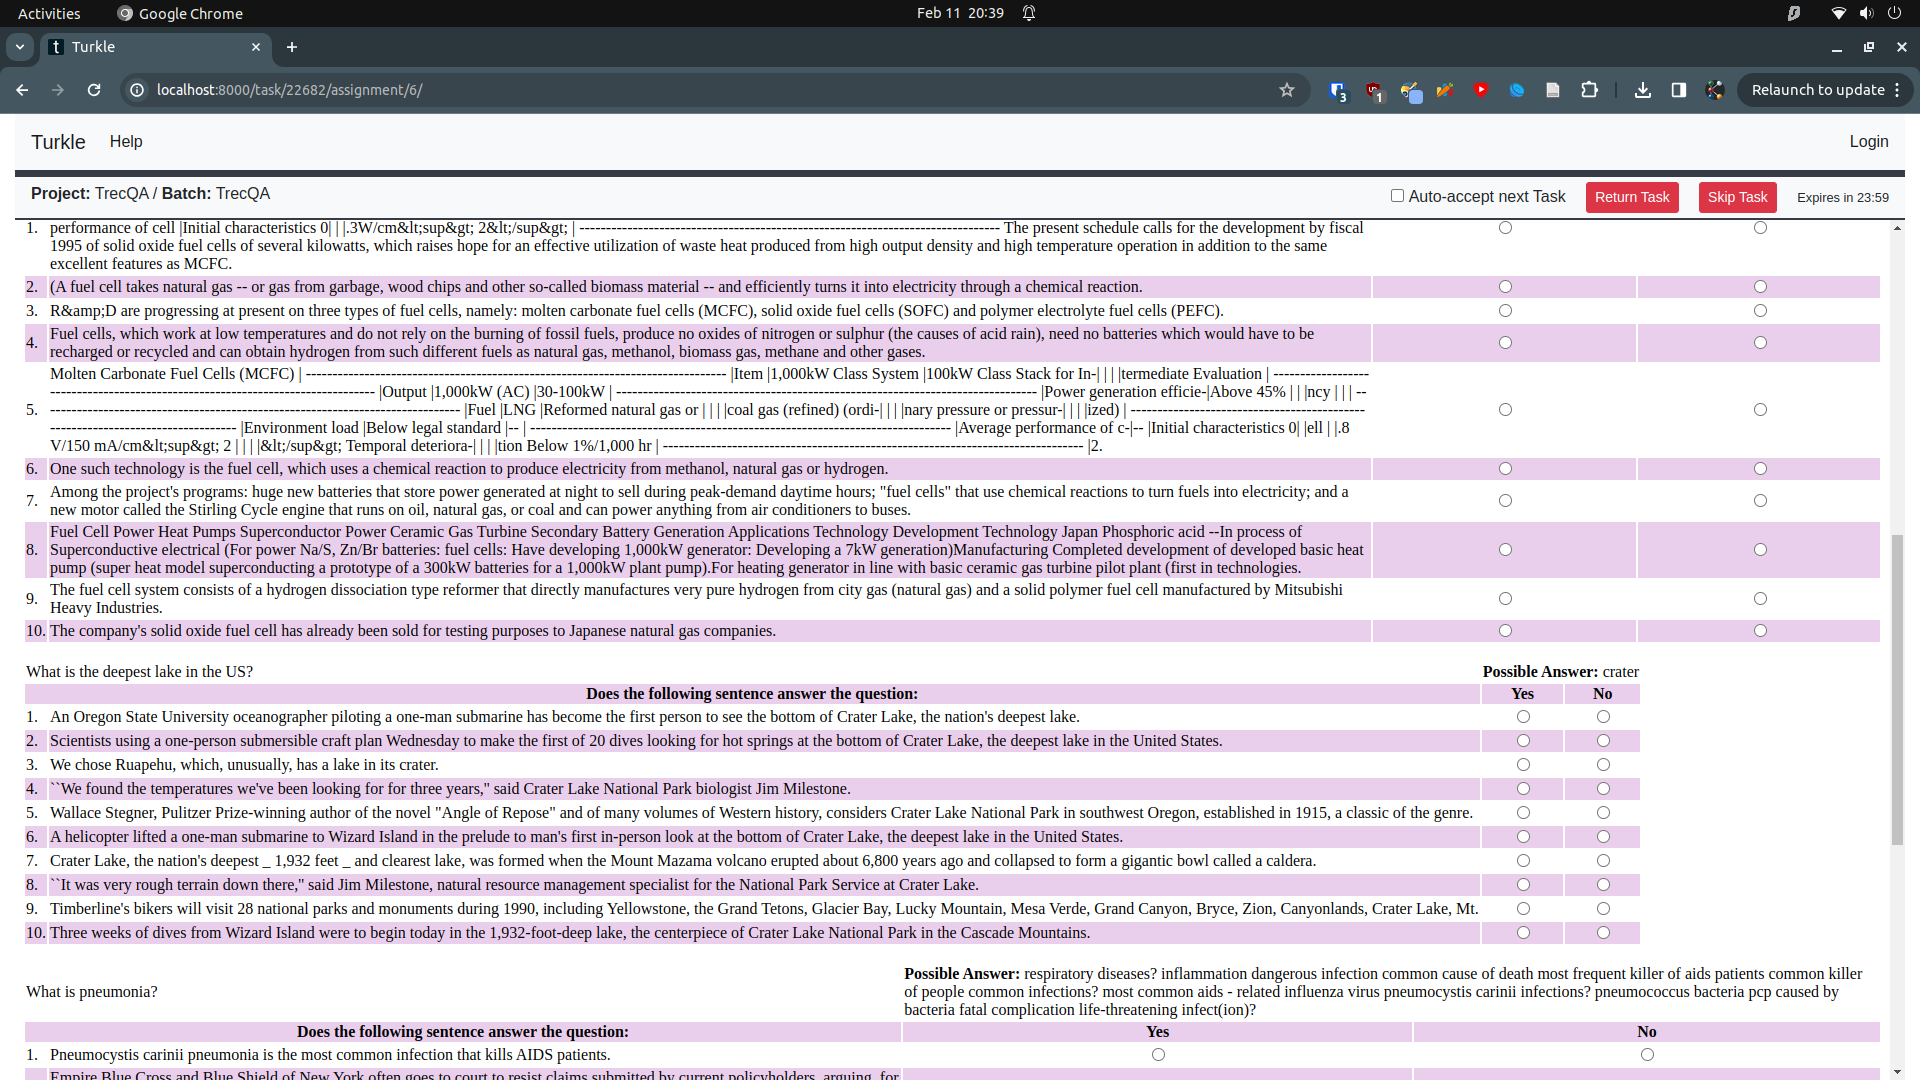 Activities
Google Chrome
Feb 11 20:39
Turkle
localhost:8000/task/22682/assignment/6/
3
1
Relaunch to update
Turkle
Help
Login
Project: TrecQA / Batch: TrecQA
Auto-accept next Task
Return Task
Skip Task
Expires in 23:59
1. performance of cell |Initial characteristics 0| | |.3W/cm&lt;sup&gt; 2&lt;/sup&gt; | ------------------------------------------------------------------------------- The present schedule calls for the development by fiscal
1995 of solid oxide fuel cells of several kilowatts, which raises hope for an effective utilization of waste heat produced from high output density and high temperature operation in addition to the same
excellent features as MCFC.
2. (A fuel cell takes natural gas -- or gas from garbage, wood chips and other so-called biomass material -- and efficiently turns it into electricity through a chemical reaction.
3. R&amp;D are progressing at present on three types of fuel cells, namely: molten carbonate fuel cells (MCFC), solid oxide fuel cells (SOFC) and polymer electrolyte fuel cells (PEFC).
4. Fuel cells, which work at low temperatures and do not rely on the burning of fossil fuels, produce no oxides of nitrogen or sulphur (the causes of acid rain), need no batteries which would have to be
recharged or recycled and can obtain hydrogen from such different fuels as natural gas, methanol, biomass gas, methane and other gases.
5. Molten Carbonate Fuel Cells (MCFC) | ------------------------------------------------------------------------------- |Item |1,000kW Class System |100kW Class Stack for In-| | | |termediate Evaluation | ------------------
------------------------------------------------------------- |Output |1,000kW (AC) |30-100kW | ------------------------------------------------------------------------------- |Power generation efficie-|Above 45% | | |ncy | | | --
----------------------------------------------------------------------------- |Fuel |LNG |Reformed natural gas or | | | |coal gas (refined) (ordi-| | | |nary pressure or pressur-| | | |ized) | --------------------------------------------
----------------------------------- |Environment load |Below legal standard |-- | ------------------------------------------------------------------------------- |Average performance of c-|-- |Initial characteristics 0| |ell | |.8
V/150 mA/cm&lt;sup&gt; 2 | | | |&lt;/sup&gt; Temporal deteriora-| | | |tion Below 1%/1,000 hr | ------------------------------------------------------------------------------- |2.
6. One such technology is the fuel cell, which uses a chemical reaction to produce electricity from methanol, natural gas or hydrogen.
7. Among the project's programs: huge new batteries that store power generated at night to sell during peak-demand daytime hours; "fuel cells" that use chemical reactions to turn fuels into electricity; and a
new motor called the Stirling Cycle engine that runs on oil, natural gas, or coal and can power anything from air conditioners to buses.
8. Fuel Cell Power Heat Pumps Superconductor Power Ceramic Gas Turbine Secondary Battery Generation Applications Technology Development Technology Japan Phosphoric acid --In process of
Superconductive electrical (For power Na/S, Zn/Br batteries: fuel cells: Have developing 1,000kW generator: Developing a 7kW generation)Manufacturing Completed development of developed basic heat
pump (super heat model superconducting a prototype of a 300kW batteries for a 1,000kW plant pump).For heating generator in line with basic ceramic gas turbine pilot plant (first in technologies.
9. The fuel cell system consists of a hydrogen dissociation type reformer that directly manufactures very pure hydrogen from city gas (natural gas) and a solid polymer fuel cell manufactured by Mitsubishi
Heavy Industries.
10. The company's solid oxide fuel cell has already been sold for testing purposes to Japanese natural gas companies.
What is the deepest lake in the US?
Possible Answer: crater
Does the following sentence answer the question: Yes No
1. An Oregon State University oceanographer piloting a one-man submarine has become the first person to see the bottom of Crater Lake, the nation's deepest lake.
2. Scientists using a one-person submersible craft plan Wednesday to make the first of 20 dives looking for hot springs at the bottom of Crater Lake, the deepest lake in the United States.
3. We chose Ruapehu, which, unusually, has a lake in its crater.
4. ``We found the temperatures we've been looking for for three years,'' said Crater Lake National Park biologist Jim Milestone.
5. Wallace Stegner, Pulitzer Prize-winning author of the novel "Angle of Repose" and of many volumes of Western history, considers Crater Lake National Park in southwest Oregon, established in 1915, a classic of the genre.
6. A helicopter lifted a one-man submarine to Wizard Island in the prelude to man's first in-person look at the bottom of Crater Lake, the deepest lake in the United States.
7. Crater Lake, the nation's deepest _ 1,932 feet _ and clearest lake, was formed when the Mount Mazama volcano erupted about 6,800 years ago and collapsed to form a gigantic bowl called a caldera.
8. ``It was very rough terrain down there,'' said Jim Milestone, natural resource management specialist for the National Park Service at Crater Lake.
9. Timberline's bikers will visit 28 national parks and monuments during 1990, including Yellowstone, the Grand Tetons, Glacier Bay, Lucky Mountain, Mesa Verde, Grand Canyon, Bryce, Zion, Canyonlands, Crater Lake, Mt.
10. Three weeks of dives from Wizard Island were to begin today in the 1,932-foot-deep lake, the centerpiece of Crater Lake National Park in the Cascade Mountains.
What is pneumonia?
Possible Answer: respiratory diseases? inflammation dangerous infection common cause of death most frequent killer of aids patients common killer
of people common infections? most common aids - related influenza virus pneumocystis carinii infections? pneumococcus bacteria pcp caused by
bacteria fatal complication life-threatening infect(ion)?
Does the following sentence answer the question: Yes No
1. Pneumocystis carinii pneumonia is the most common infection that kills AIDS patients.
Empire Blue Cross and Blue Shield of New York often goes to court to resist claims submitted by current policyholders, arguing, for